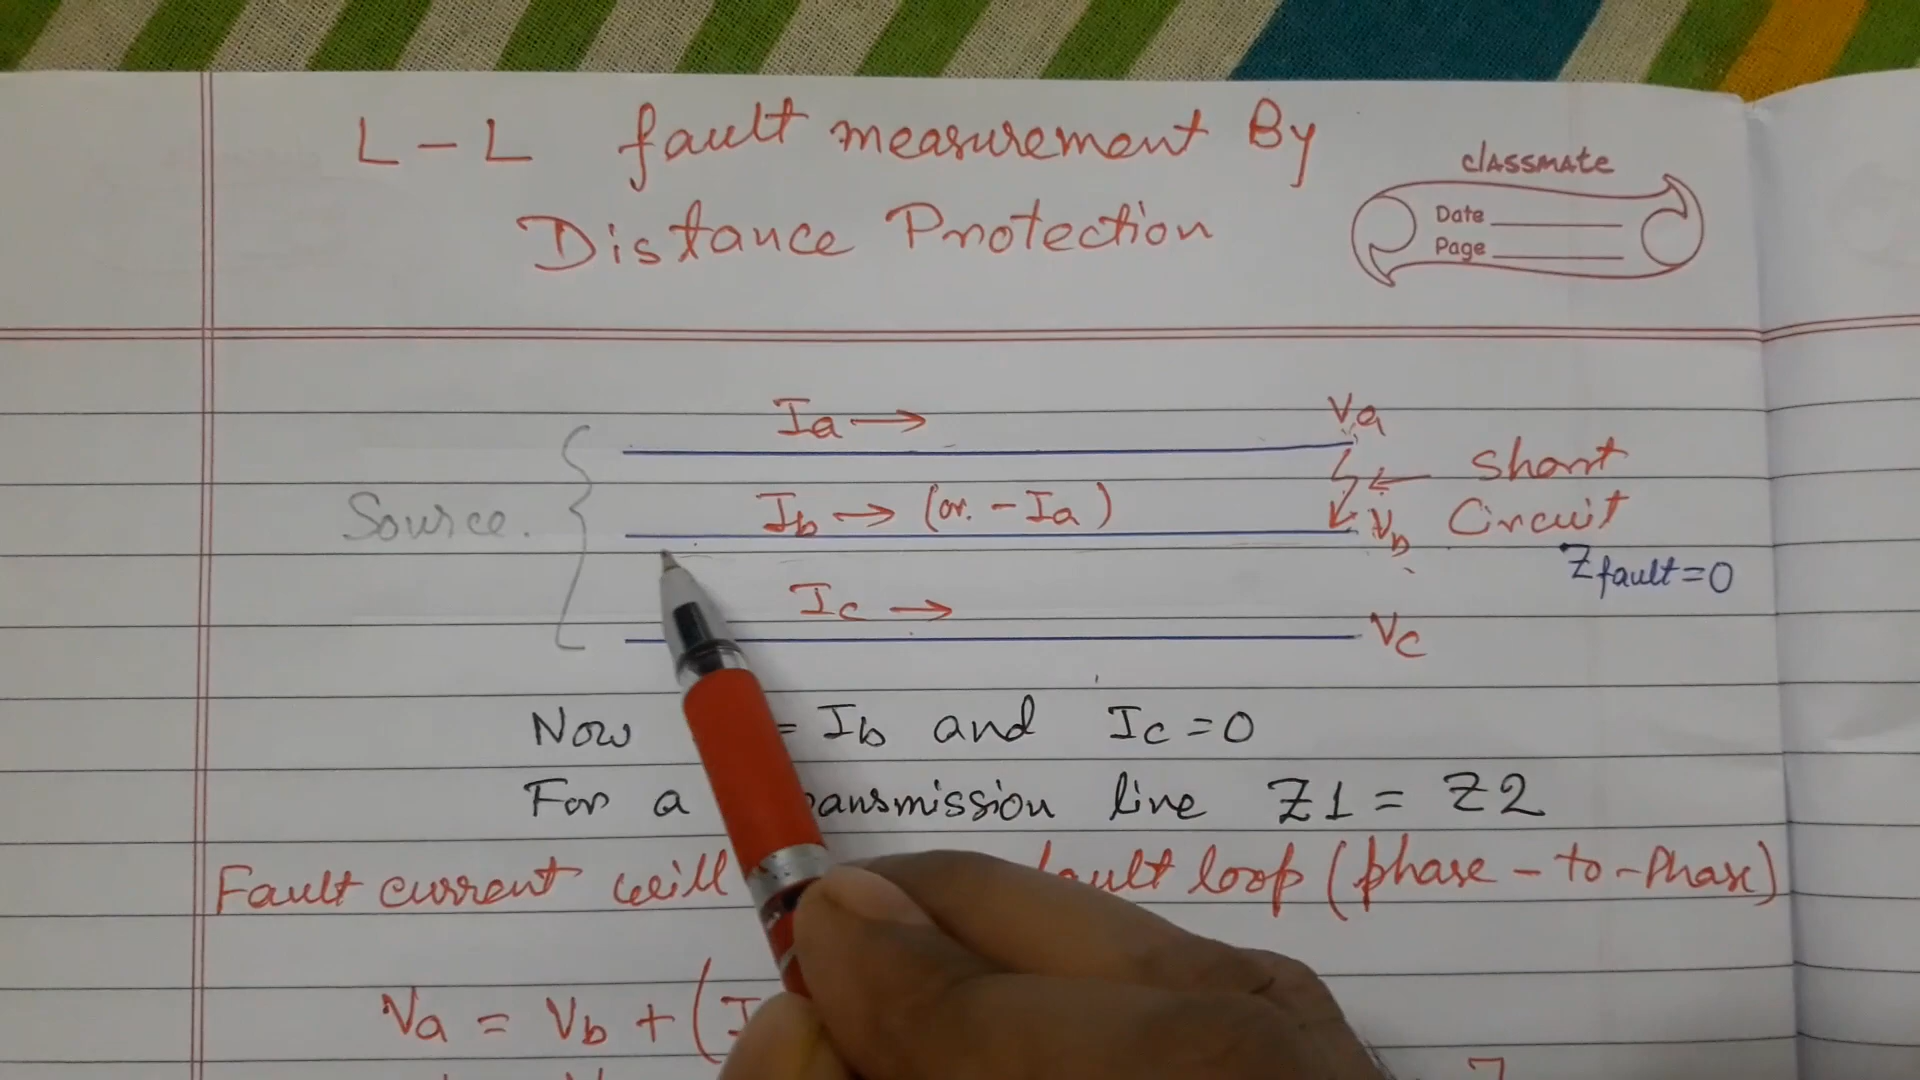 L - L fault measurement By
Distance Protection
classmate
Date
Page
Ia →
Va
Short
Circuit
Source.
Ib → (or. - Ia)
Vb
Zfault = 0
Ic →
Vc
Now = Ib and Ic = 0
For a line Z1 = Z2
Fault current will loop (phase - to - Phase)
Va = Vb + (I